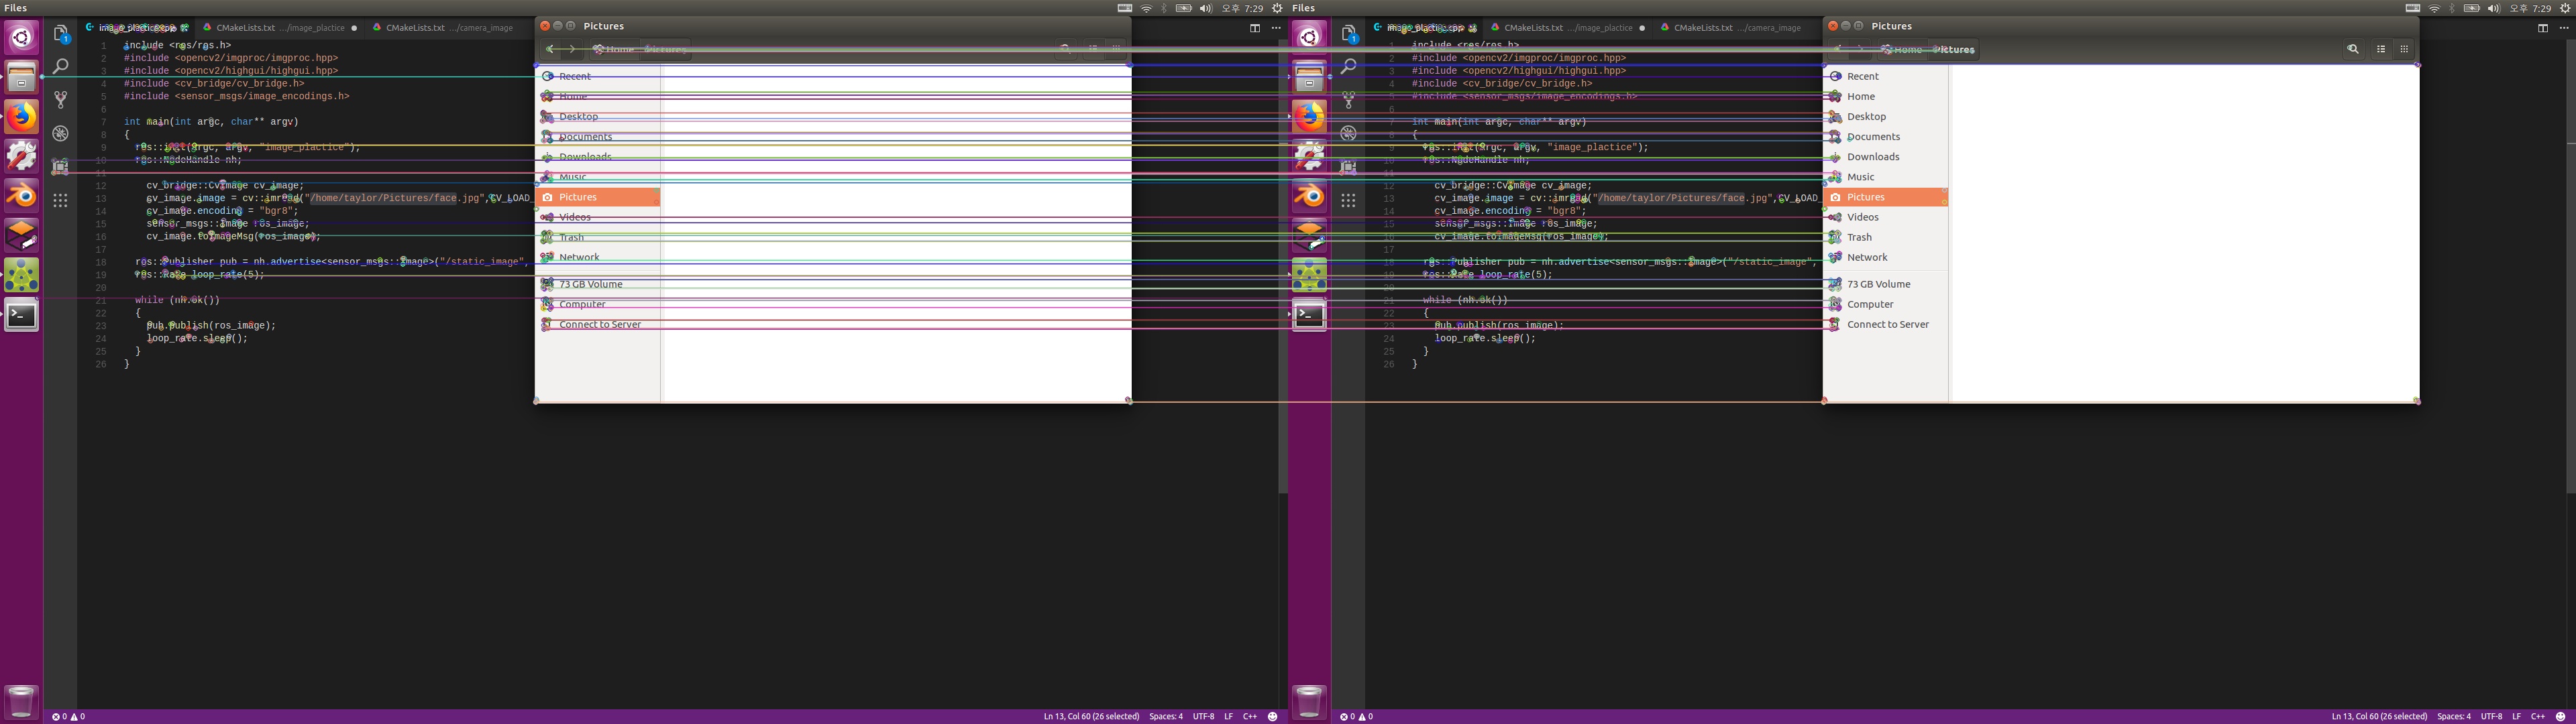 Files
오후 7:29
image_plactice.cpp
CMakeLists.txt .../image_plactice
CMakeLists.txt .../camera_image
1 include <ros/ros.h>
2 #include <opencv2/imgproc/imgproc.hpp>
3 #include <opencv2/highgui/highgui.hpp>
4 #include <cv_bridge/cv_bridge.h>
5 #include <sensor_msgs/image_encodings.h>
6
7 int main(int argc, char** argv)
8 {
9 ros::init(argc, argv, "image_plactice");
10 ros::NodeHandle nh;
11
12 cv_bridge::CvImage cv_image;
13 cv_image.image = cv::imread("/home/taylor/Pictures/face.jpg",CV_LOAD_
14 cv_image.encoding = "bgr8";
15 sensor_msgs::Image ros_image;
16 cv_image.toImageMsg(ros_image);
17
18 ros::Publisher pub = nh.advertise<sensor_msgs::Image>("/static_image",
19 ros::Rate loop_rate(5);
20
21 while (nh.ok())
22 {
23 pub.publish(ros_image);
24 loop_rate.sleep();
25 }
26 }
Pictures
Home Pictures
Recent
Home
Desktop
Documents
Downloads
Music
Pictures
Videos
Trash
Network
73 GB Volume
Computer
Connect to Server
0 0
Ln 13, Col 60 (26 selected) Spaces: 4 UTF-8 LF C++
Files
오후 7:29
image_plactice.cpp
CMakeLists.txt .../image_plactice
CMakeLists.txt .../camera_image
1 include <ros/ros.h>
2 #include <opencv2/imgproc/imgproc.hpp>
3 #include <opencv2/highgui/highgui.hpp>
4 #include <cv_bridge/cv_bridge.h>
5 #include <sensor_msgs/image_encodings.h>
6
7 int main(int argc, char** argv)
8 {
9 ros::init(argc, argv, "image_plactice");
10 ros::NodeHandle nh;
11
12 cv_bridge::CvImage cv_image;
13 cv_image.image = cv::imread("/home/taylor/Pictures/face.jpg",CV_LOAD_
14 cv_image.encoding = "bgr8";
15 sensor_msgs::Image ros_image;
16 cv_image.toImageMsg(ros_image);
17
18 ros::Publisher pub = nh.advertise<sensor_msgs::Image>("/static_image",
19 ros::Rate loop_rate(5);
20
21 while (nh.ok())
22 {
23 pub.publish(ros_image);
24 loop_rate.sleep();
25 }
26 }
Pictures
Home Pictures
Recent
Home
Desktop
Documents
Downloads
Music
Pictures
Videos
Trash
Network
73 GB Volume
Computer
Connect to Server
0 0
Ln 13, Col 60 (26 selected) Spaces: 4 UTF-8 LF C++